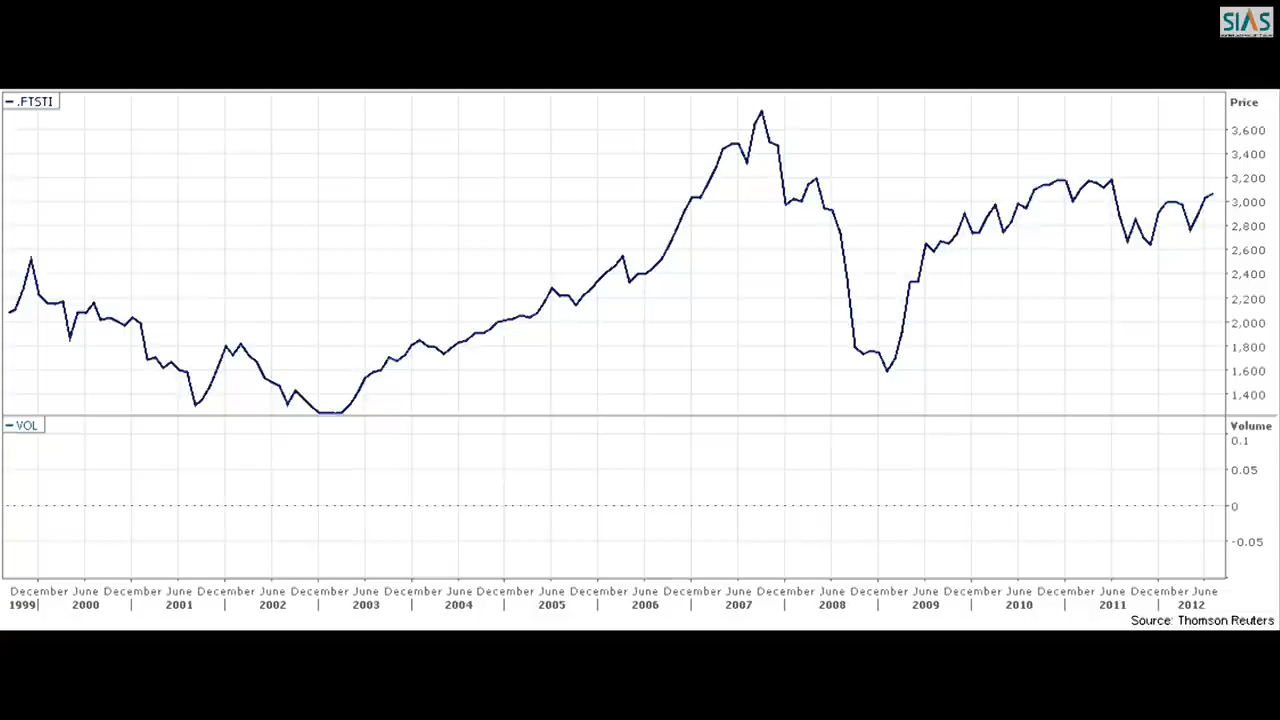 SIAS
.FTSTI
Price
3,600
3,400
3,200
3,000
2,800
2,600
2,400
2,200
2,000
1,800
1,600
1,400
VOL
Volume
0.1
0.05
0
-0.05
December June December June December June December June December June December June December June December June December June December June December June December June December June
1999 2000 2001 2002 2003 2004 2005 2006 2007 2008 2009 2010 2011 2012
Source: Thomson Reuters